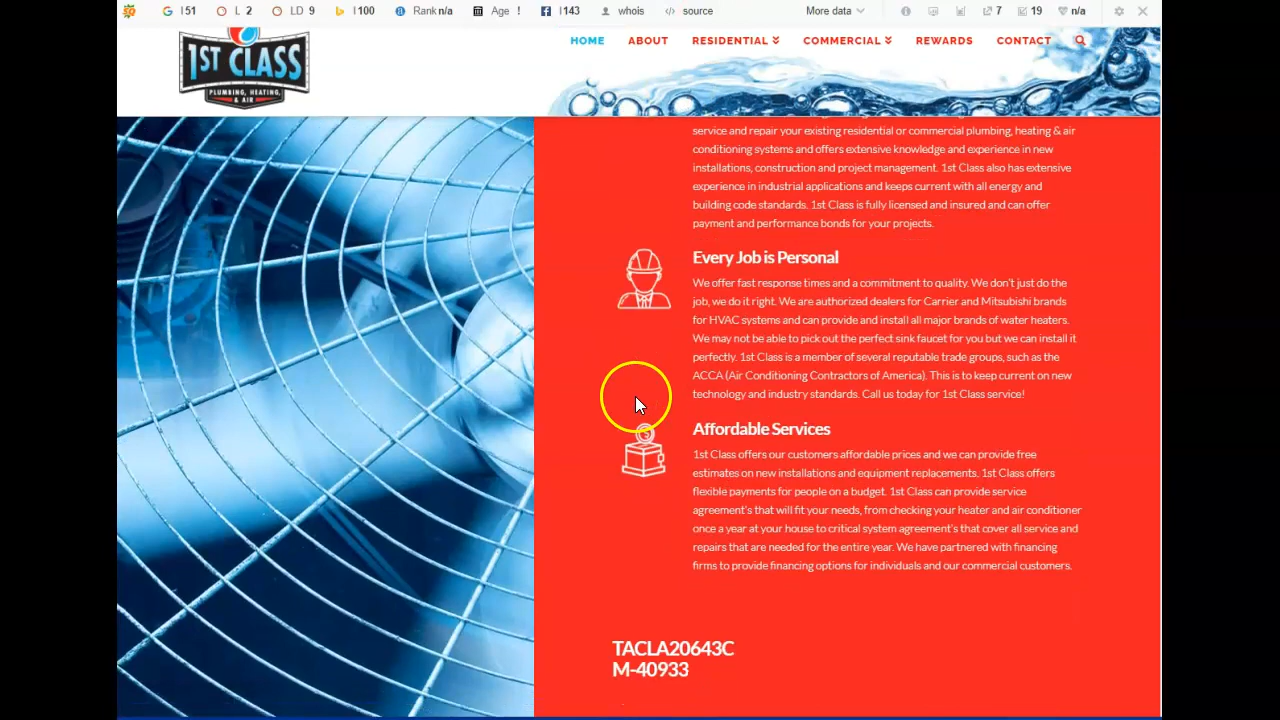 I 51 L 2 LD 9 I 100 Rank n/a Age ! I 143 whois source More data 7 19 n/a
HOME ABOUT RESIDENTIAL COMMERCIAL REWARDS CONTACT
1ST CLASS
PLUMBING, HEATING,
& AIR
service and repair your existing residential or commercial plumbing, heating & air
conditioning systems and offers extensive knowledge and experience in new
installations, construction and project management. 1st Class also has extensive
experience in industrial applications and keeps current with all energy and
building code standards. 1st Class is fully licensed and insured and can offer
payment and performance bonds for your projects.
Every Job is Personal
We offer fast response times and a commitment to quality. We don't just do the
job, we do it right. We are authorized dealers for Carrier and Mitsubishi brands
for HVAC systems and can provide and install all major brands of water heaters.
We may not be able to pick out the perfect sink faucet for you but we can install it
perfectly. 1st Class is a member of several reputable trade groups, such as the
ACCA (Air Conditioning Contractors of America). This is to keep current on new
technology and industry standards. Call us today for 1st Class service!
Affordable Services
1st Class offers our customers affordable prices and we can provide free
estimates on new installations and equipment replacements. 1st Class offers
flexible payments for people on a budget. 1st Class can provide service
agreement's that will fit your needs, from checking your heater and air conditioner
once a year at your house to critical system agreement's that cover all service and
repairs that are needed for the entire year. We have partnered with financing
firms to provide financing options for individuals and our commercial customers.
TACLA20643C
M-40933